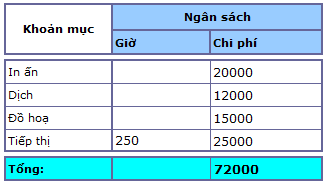 Khoản mục Ngân sách
Giờ Chi phí
In ấn 20000
Dịch 12000
Đồ hoạ 15000
Tiếp thị 250 25000
Tổng: 72000